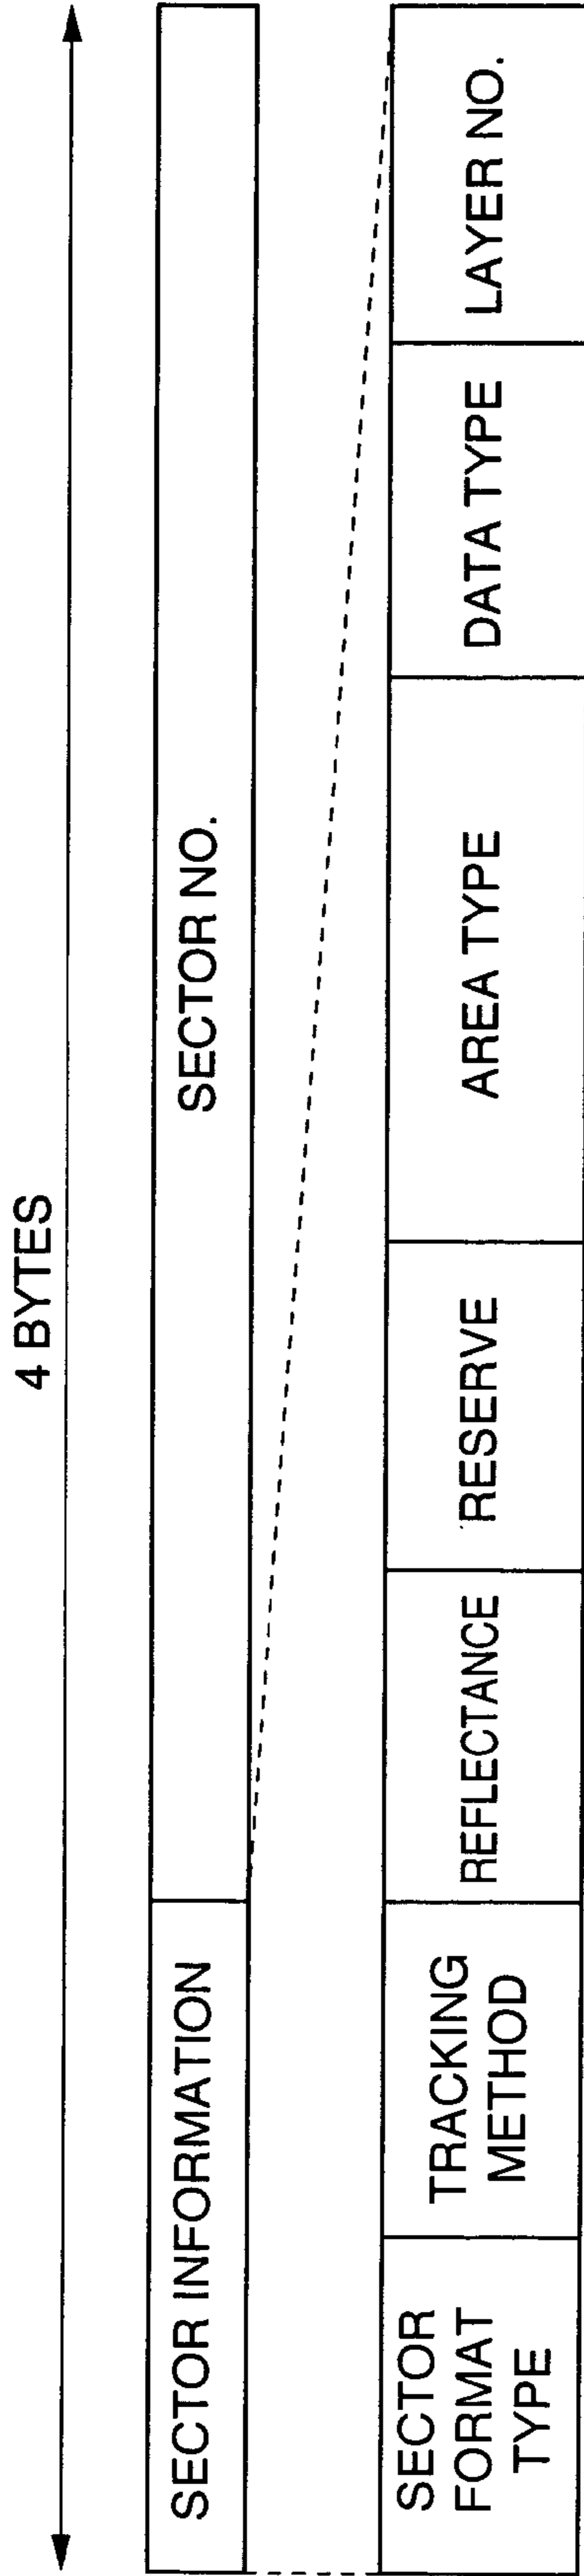 4 BYTES
SECTOR INFORMATION
SECTOR NO.
SECTOR
FORMAT
TYPE
TRACKING
METHOD
REFLECTANCE
RESERVE
AREA TYPE
DATA TYPE
LAYER NO.